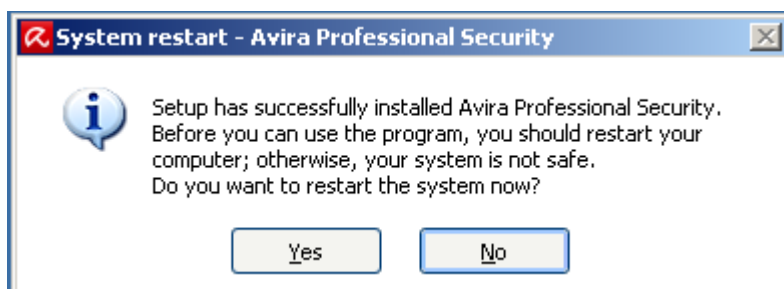 System restart - Avira Professional Security
Setup has successfully installed Avira Professional Security.
Before you can use the program, you should restart your
computer; otherwise, your system is not safe.
Do you want to restart the system now?
Yes No